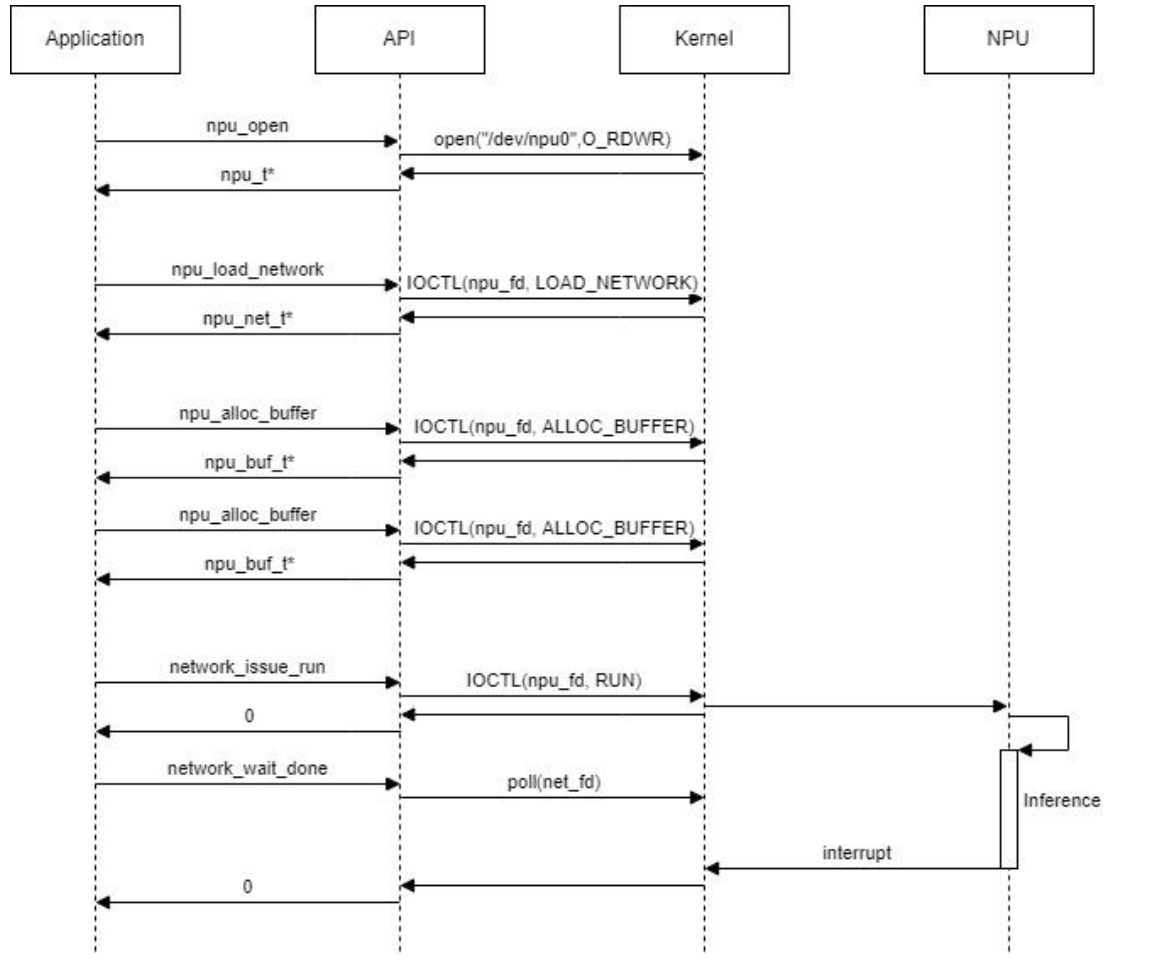 Application
API
Kernel
NPU
npu_open
open("/dev/npu0",O_RDWR)
npu_t*
npu_load_network
IOCTL(npu_fd, LOAD_NETWORK)
npu_net_t*
npu_alloc_buffer
IOCTL(npu_fd, ALLOC_BUFFER)
npu_buf_t*
npu_alloc_buffer
IOCTL(npu_fd, ALLOC_BUFFER)
npu_buf_t*
network_issue_run
IOCTL(npu_fd, RUN)
0
network_wait_done
poll(net_fd)
Inference
interrupt
0